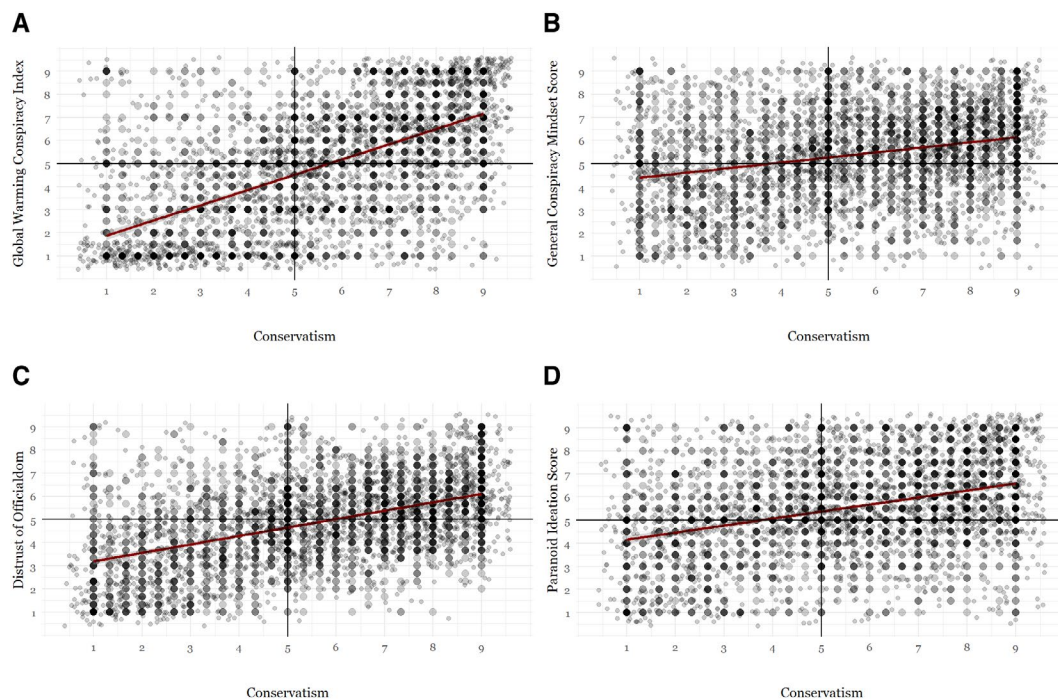 A
Global Warming Conspiracy Index
9
8
7
6
5
4
3
2
1
1 2 3 4 5 6 7 8 9
Conservatism
B
General Conspiracy Mindset Score
9
8
7
6
5
4
3
2
1
1 2 3 4 5 6 7 8 9
Conservatism
C
Distrust of Officialdom
9
8
7
6
5
4
3
2
1
1 2 3 4 5 6 7 8 9
Conservatism
D
Paranoid Ideation Score
9
8
7
6
5
4
3
2
1
1 2 3 4 5 6 7 8 9
Conservatism